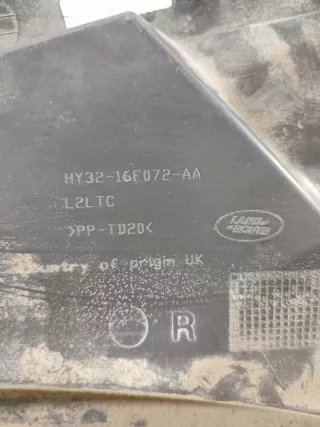 HY32-16F072-AA
L2LTC
>PP-TD20<
LAND-
ROVER
Country of origin UK
R